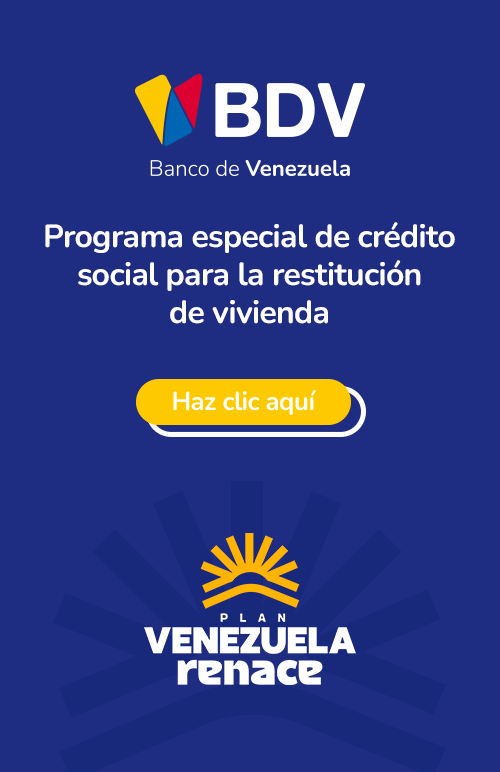 BDV
Banco de Venezuela
Programa especial de crédito
social para la restitución
de vivienda
Haz clic aquí
PLAN
VENEZUELA
renace